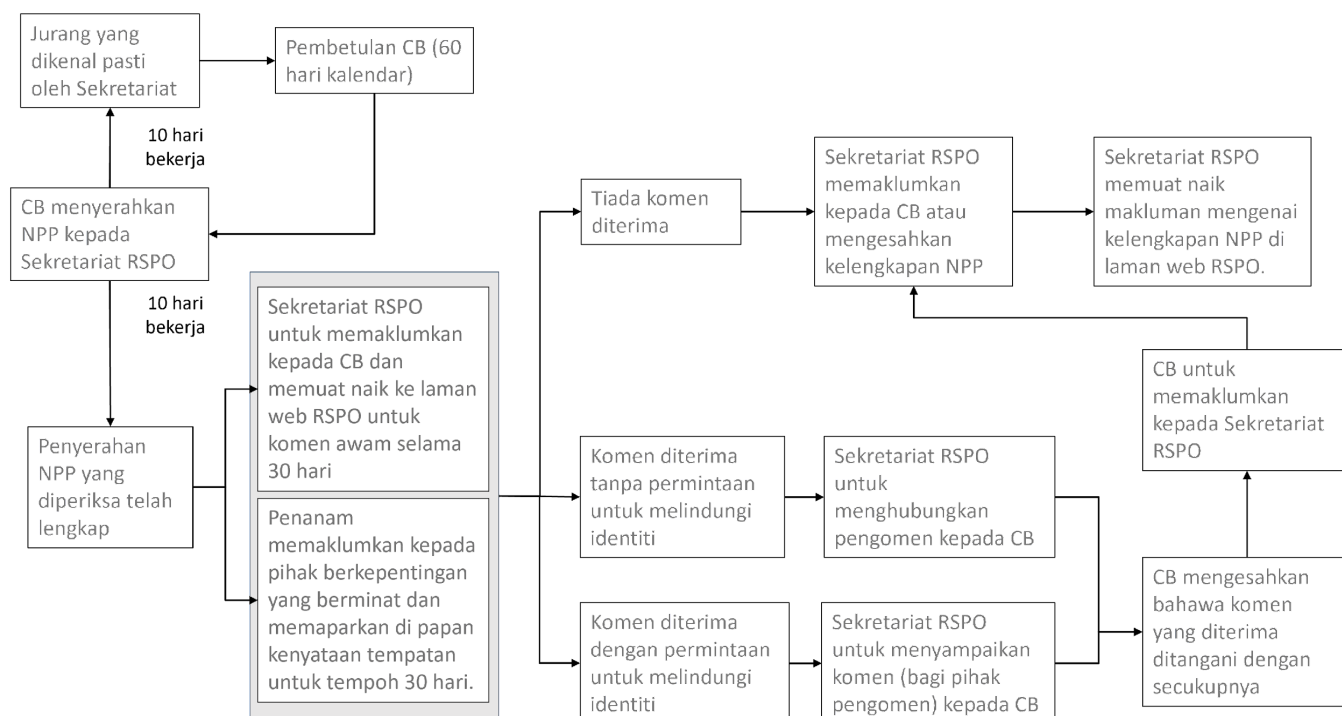 Jurang yang
dikenal pasti
oleh Sekretariat
Pembetulan CB (60
hari kalendar)
10 hari
bekerja
CB menyerahkan
NPP kepada
Sekretariat RSPO
10 hari
bekerja
Penyerahan
NPP yang
diperiksa telah
lengkap
Sekretariat RSPO
untuk memaklumkan
kepada CB dan
memuat naik ke laman
web RSPO untuk
komen awam selama
30 hari
Penanam
memaklumkan kepada
pihak berkepentingan
yang berminat dan
memaparkan di papan
kenyataan tempatan
untuk tempoh 30 hari.
Tiada komen
diterima
Sekretariat RSPO
memaklumkan
kepada CB atau
mengesahkan
kelengkapan NPP
Sekretariat RSPO
memuat naik
makluman mengenai
kelengkapan NPP di
laman web RSPO.
Komen diterima
tanpa permintaan
untuk melindungi
identiti
Sekretariat RSPO
untuk
menghubungkan
pengomen kepada CB
Komen diterima
dengan permintaan
untuk melindungi
identiti
Sekretariat RSPO
untuk menyampaikan
komen (bagi pihak
pengomen) kepada CB
CB mengesahkan
bahawa komen
yang diterima
ditangani dengan
secukupnya
CB untuk
memaklumkan
kepada Sekretariat
RSPO